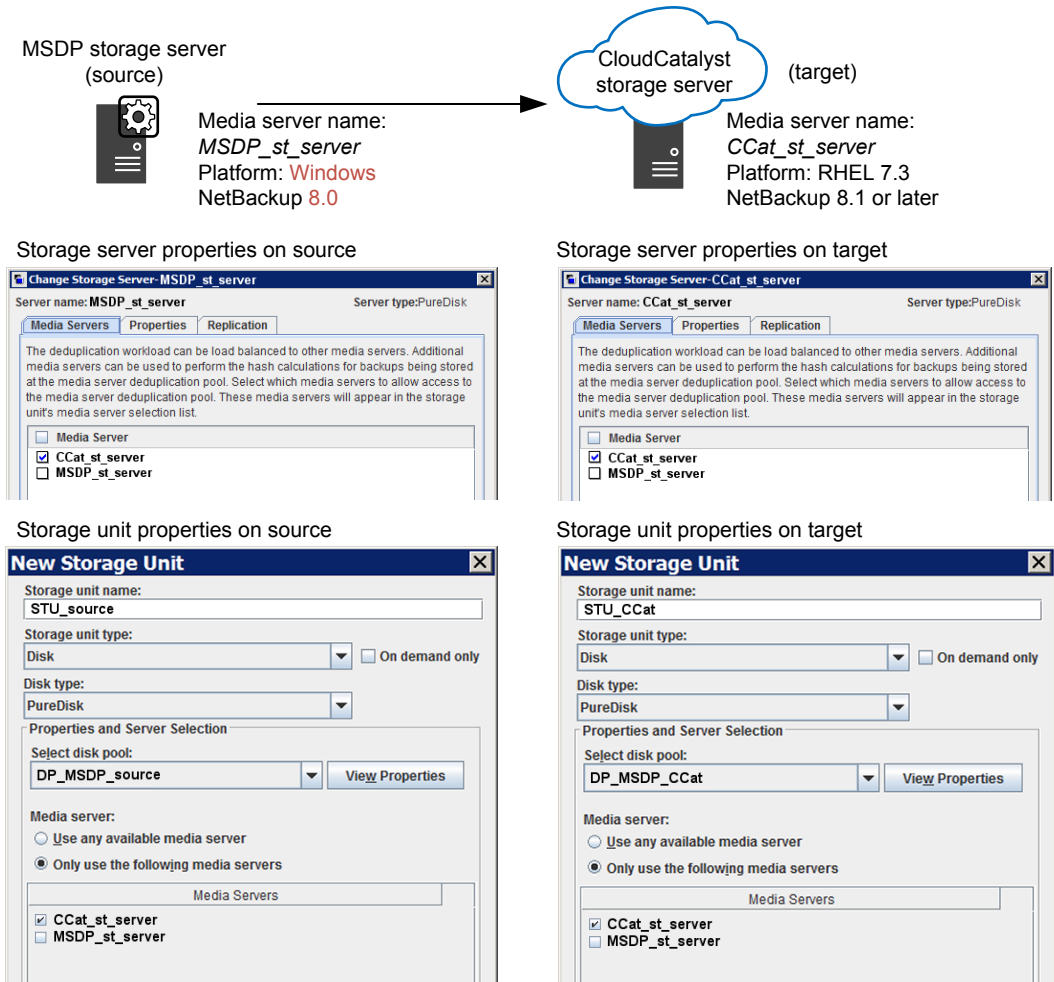 MSDP storage server
(source)
Media server name:
MSDP_st_server
Platform: Windows
NetBackup 8.0
CloudCatalyst
storage server
(target)
Media server name:
CCat_st_server
Platform: RHEL 7.3
NetBackup 8.1 or later
Storage server properties on source
Change Storage Server-MSDP_st_server
Server name: MSDP_st_server Server type:PureDisk
Media Servers Properties Replication
The deduplication workload can be load balanced to other media servers. Additional
media servers can be used to perform the hash calculations for backups being stored
at the media server deduplication pool. Select which media servers to allow access to
the media server deduplication pool. These media servers will appear in the storage
unit's media server selection list.
Media Server
CCat_st_server
MSDP_st_server
Storage server properties on target
Change Storage Server-CCat_st_server
Server name: CCat_st_server Server type:PureDisk
Media Servers Properties Replication
The deduplication workload can be load balanced to other media servers. Additional
media servers can be used to perform the hash calculations for backups being stored
at the media server deduplication pool. Select which media servers to allow access to
the media server deduplication pool. These media servers will appear in the storage
unit's media server selection list.
Media Server
CCat_st_server
MSDP_st_server
Storage unit properties on source
New Storage Unit
Storage unit name:
STU_source
Storage unit type:
Disk On demand only
Disk type:
PureDisk
Properties and Server Selection
Select disk pool:
DP_MSDP_source View Properties
Media server:
Use any available media server
Only use the following media servers
Media Servers
CCat_st_server
MSDP_st_server
Storage unit properties on target
New Storage Unit
Storage unit name:
STU_CCat
Storage unit type:
Disk On demand only
Disk type:
PureDisk
Properties and Server Selection
Select disk pool:
DP_MSDP_CCat View Properties
Media server:
Use any available media server
Only use the following media servers
Media Servers
CCat_st_server
MSDP_st_server